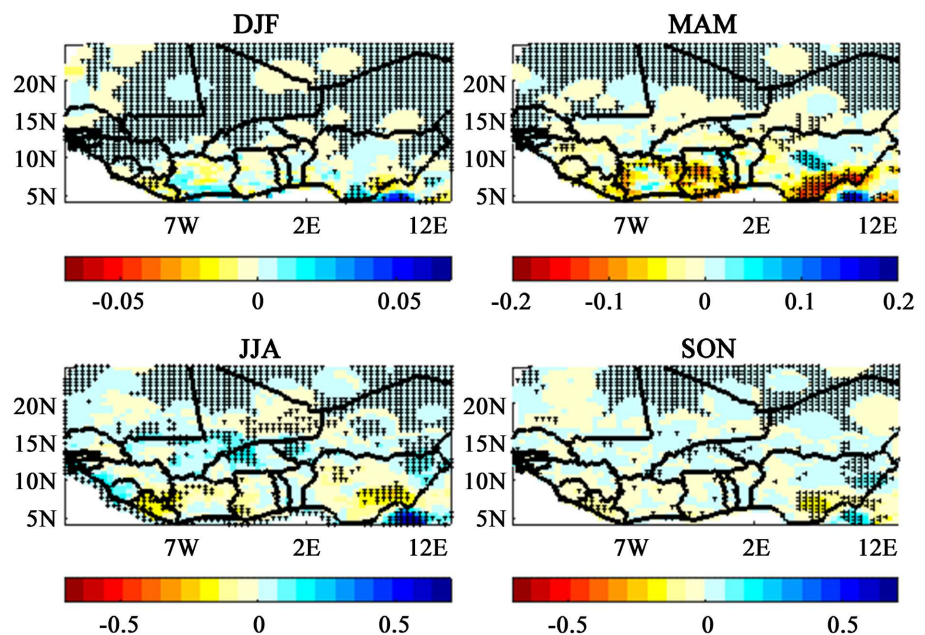 DJF MAM
20N 20N
15N 15N
10N 10N
5N 5N
7W 2E 12E 7W 2E 12E
-0.05 0 0.05 -0.2 -0.1 0 0.1 0.2
JJA SON
20N 20N
15N 15N
10N 10N
5N 5N
7W 2E 12E 7W 2E 12E
-0.5 0 0.5 -0.5 0 0.5